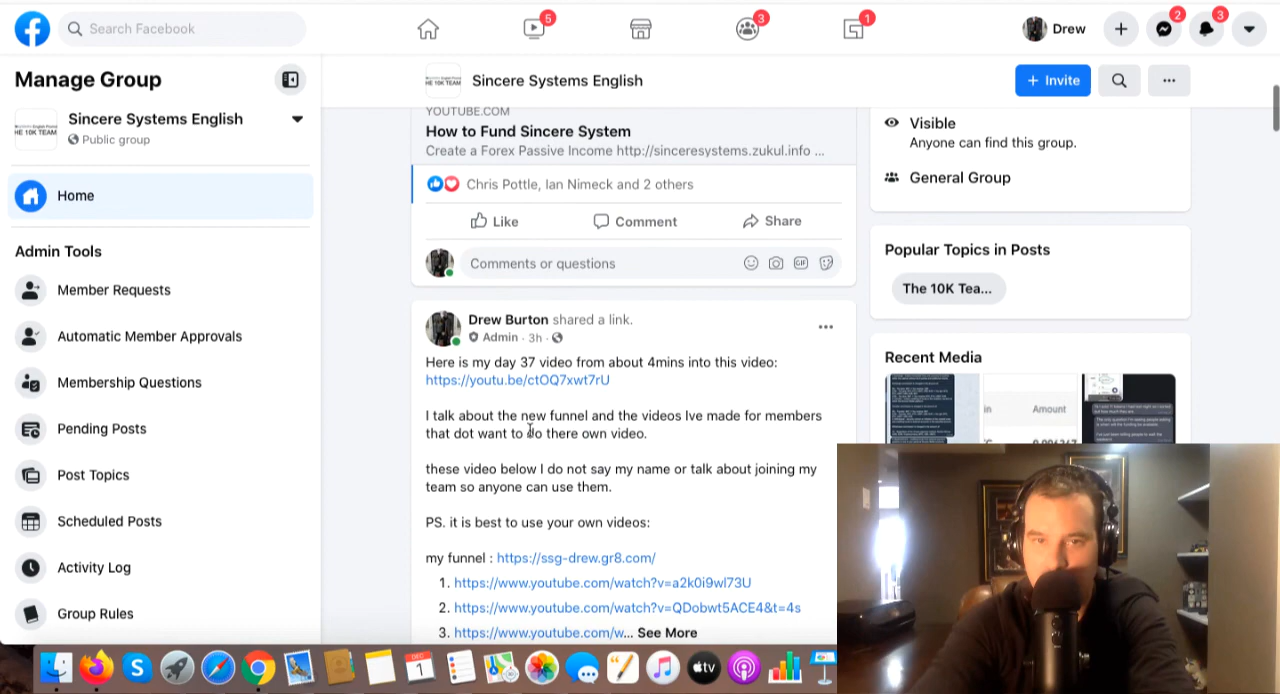 Search Facebook
5
3
1
Drew
2
3
Manage Group
Sincere Systems English
Public group
Home
Admin Tools
Member Requests
Automatic Member Approvals
Membership Questions
Pending Posts
Post Topics
Scheduled Posts
Activity Log
Group Rules
HE 10K TEAM
Sincere Systems English
+ Invite
YOUTUBE.COM
How to Fund Sincere System
Create a Forex Passive Income http://sinceresystems.zukul.info ...
Chris Pottle, Ian Nimeck and 2 others
Like
Comment
Share
Comments or questions
GIF
Drew Burton shared a link.
Admin · 3h ·
Here is my day 37 video from about 4mins into this video:
https://youtu.be/ctOQ7xwt7rU
I talk about the new funnel and the videos Ive made for members
that dot want to do there own video.
these video below I do not say my name or talk about joining my
team so anyone can use them.
PS. it is best to use your own videos:
my funnel : https://ssg-drew.gr8.com/
1. https://www.youtube.com/watch?v=a2k0i9wl73U
2. https://www.youtube.com/watch?v=QDobwt5ACE4&t=4s
3. https://www.youtube.com/w... See More
Visible
Anyone can find this group.
General Group
Popular Topics in Posts
The 10K Tea...
Recent Media
Amount
DEC
1
tv